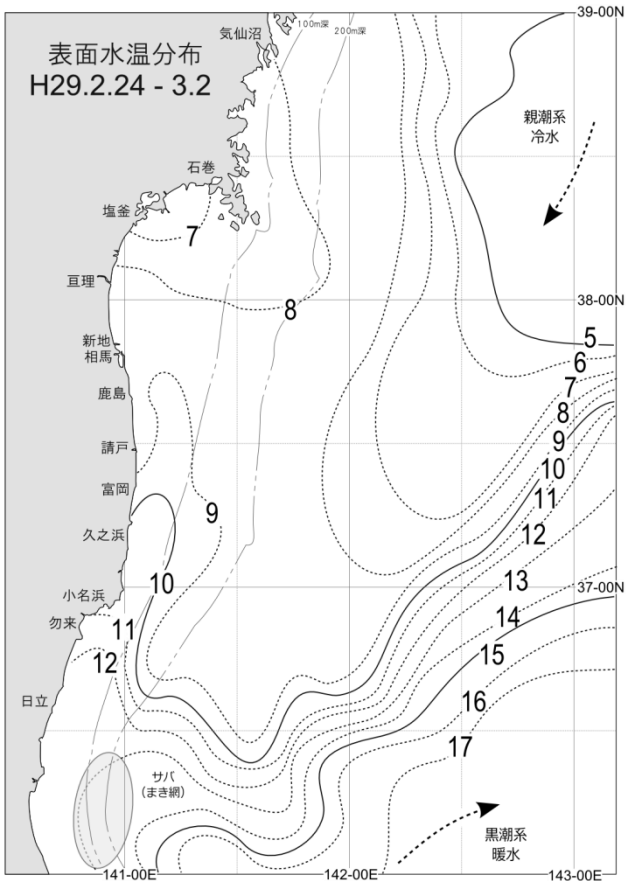 表面水温分布
H29.2.24 - 3.2
気仙沼
100m深
200m深
39-00N
親潮系
冷水
石巻
塩釜
7
亘理
8
38-00N
新地
相馬
鹿島
請戸
富岡
久之浜
小名浜
勿来
日立
5
6
7
8
9
10
11
12
13
14
15
16
17
9
10
11
12
37-00N
サバ
(まき網)
黒潮系
暖水
141-00E
142-00E
143-00E